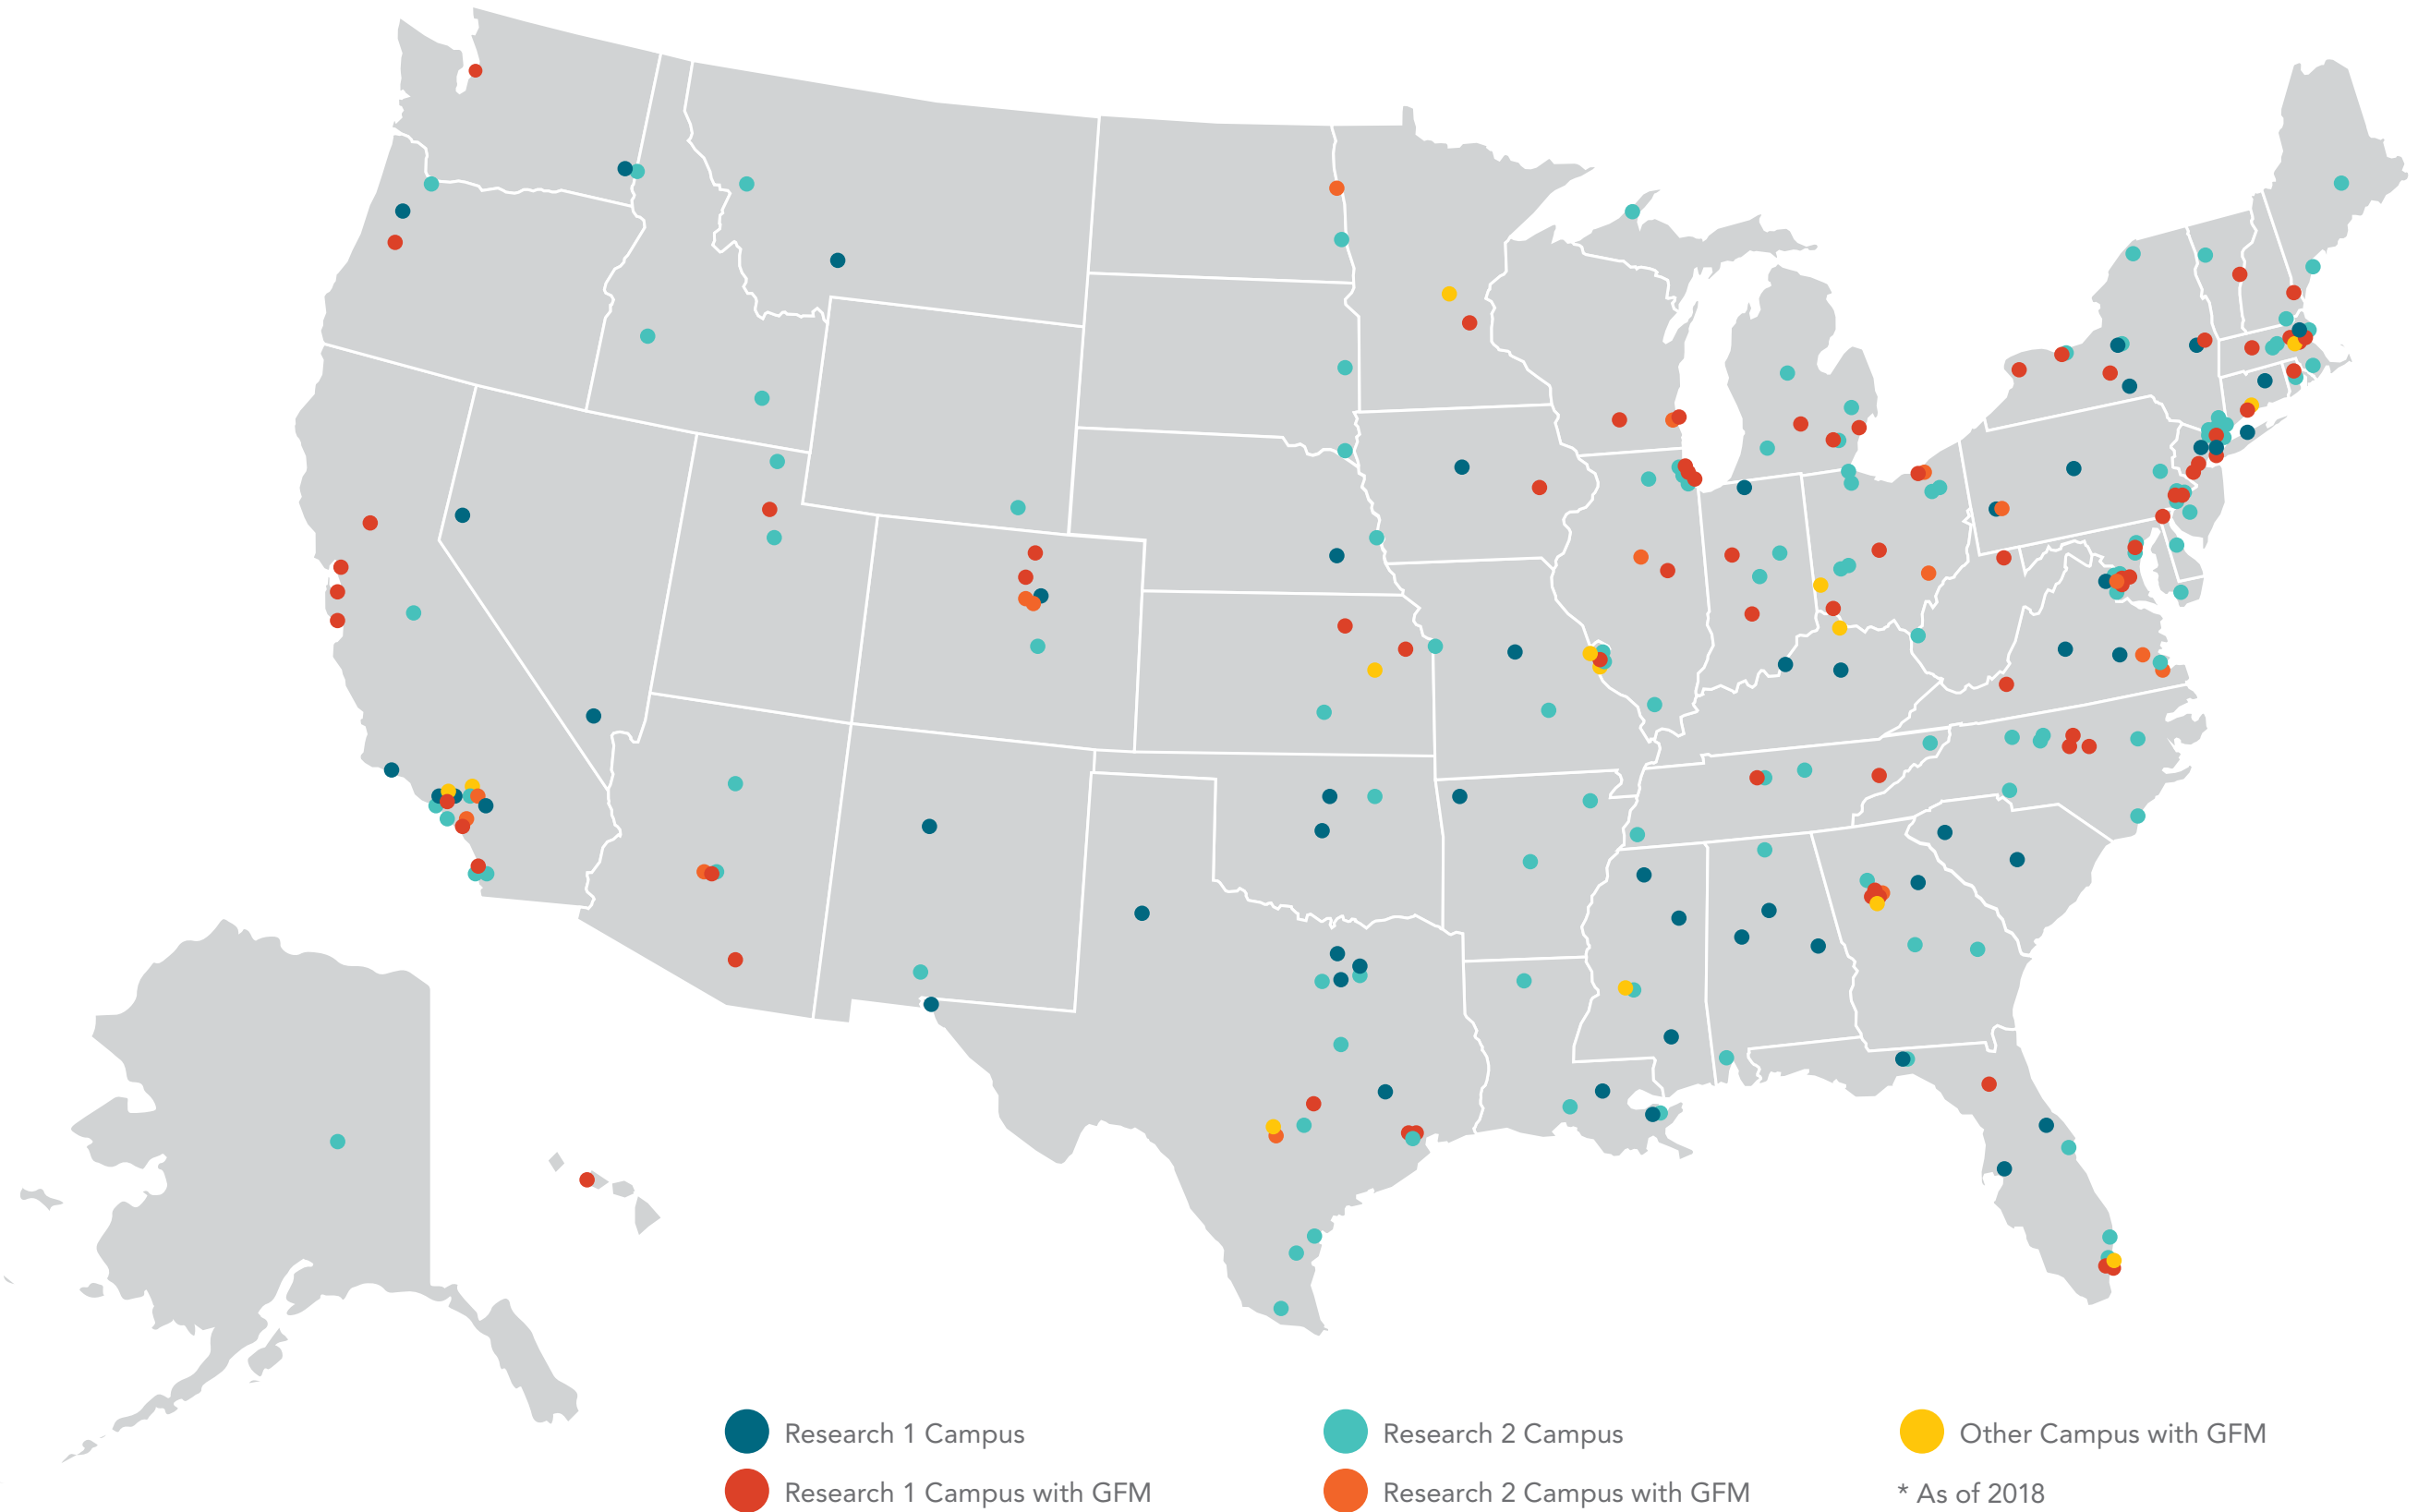 Research 1 Campus
Research 2 Campus
Other Campus with GFM
Research 1 Campus with GFM
Research 2 Campus with GFM
* As of 2018